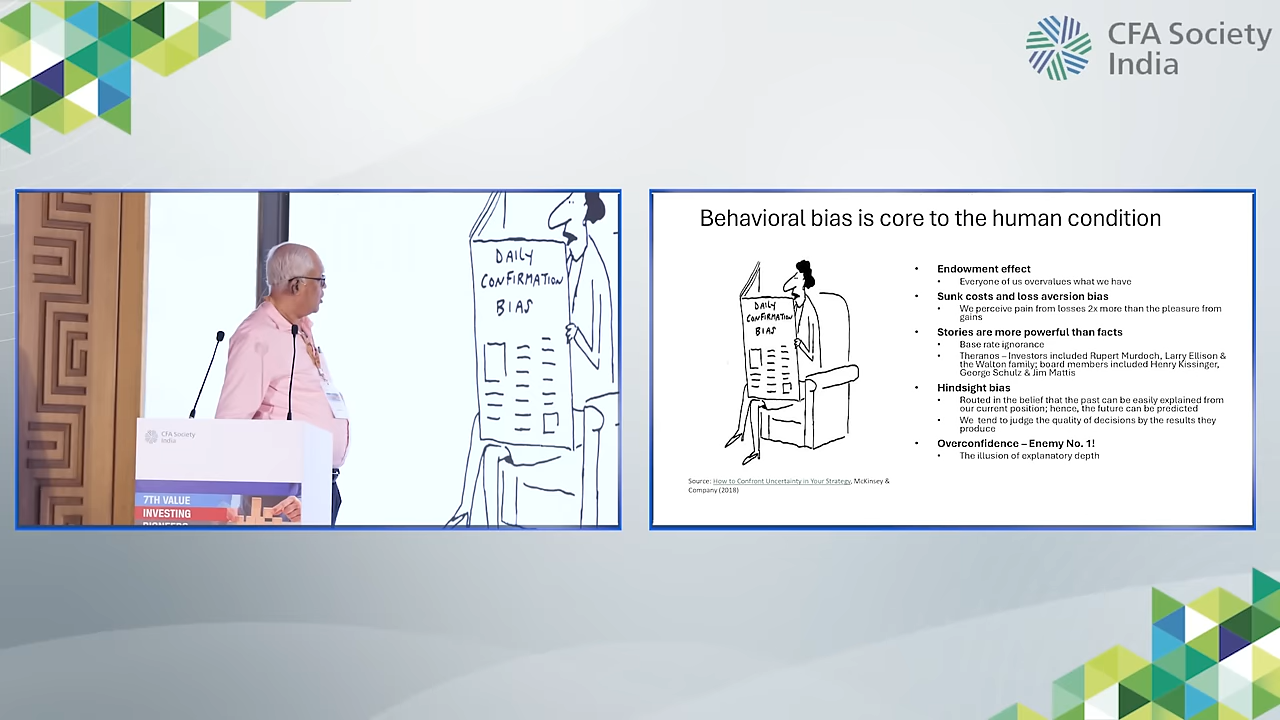 CFA Society
India
DAILY
CONFIRMATION
BIAS
CFA Society
India
7TH VALUE
INVESTING
PIONEERS
Behavioral bias is core to the human condition
DAILY
CONFIRMATION
BIAS
Source: How to Confront Uncertainty in Your Strategy, McKinsey &
Company (2018)
• Endowment effect
• Everyone of us overvalues what we have
• Sunk costs and loss aversion bias
• We perceive pain from losses 2x more than the pleasure from
gains
• Stories are more powerful than facts
• Base rate ignorance
• Theranos – Investors included Rupert Murdoch, Larry Ellison &
the Walton family; board members included Henry Kissinger,
George Schulz & Jim Mattis
• Hindsight bias
• Routed in the belief that the past can be easily explained from
our current position; hence, the future can be predicted
• We tend to judge the quality of decisions by the results they
produce
• Overconfidence – Enemy No. 1!
• The illusion of explanatory depth